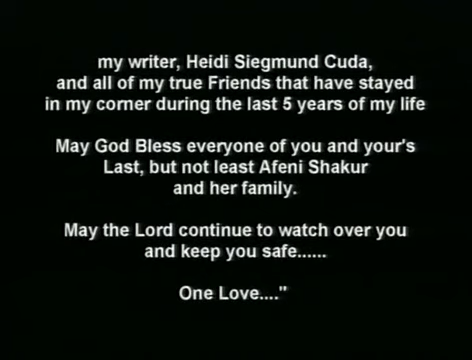 my writer, Heidi Siegmund Cuda,
and all of my true Friends that have stayed
in my corner during the last 5 years of my life
May God Bless everyone of you and your's
Last, but not least Afeni Shakur
and her family.
May the Lord continue to watch over you
and keep you safe......
One Love...."